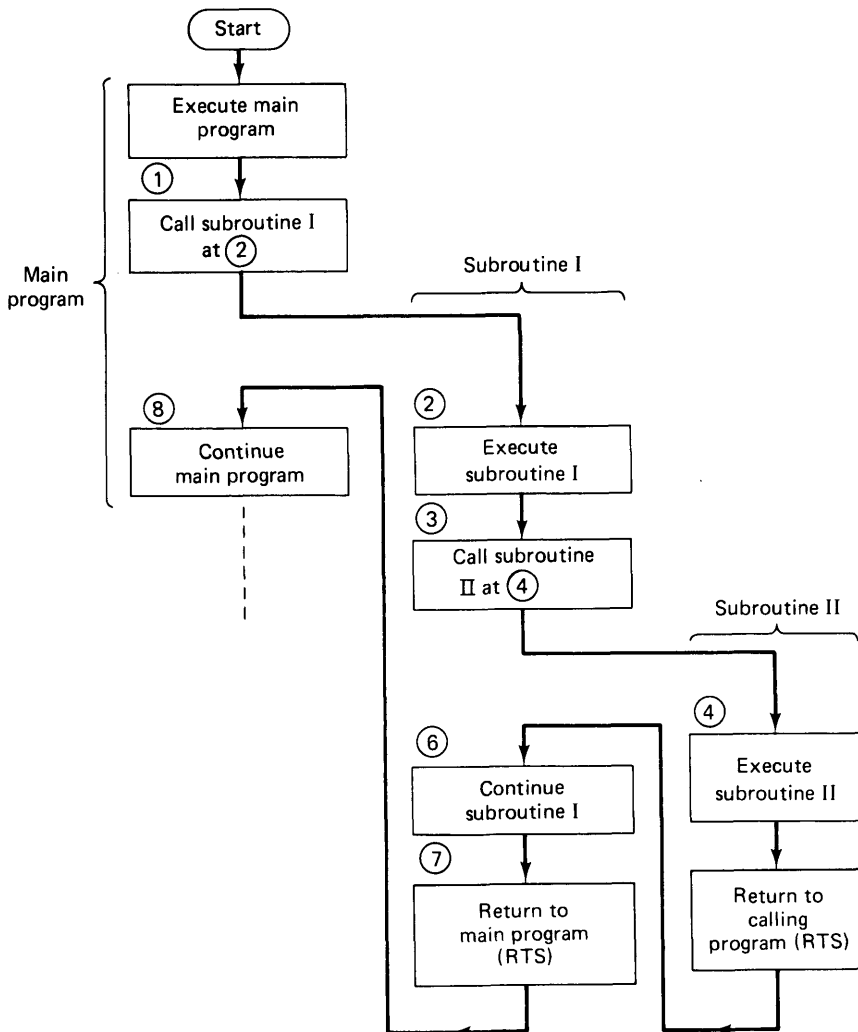 Start
Execute main
program
1
Call subroutine I
at 2
Main
program
Subroutine I
8
Continue
main program
2
Execute
subroutine I
3
Call subroutine
II at 4
Subroutine II
4
Execute
subroutine II
6
Continue
subroutine I
7
Return to
main program
(RTS)
Return to
calling
program (RTS)